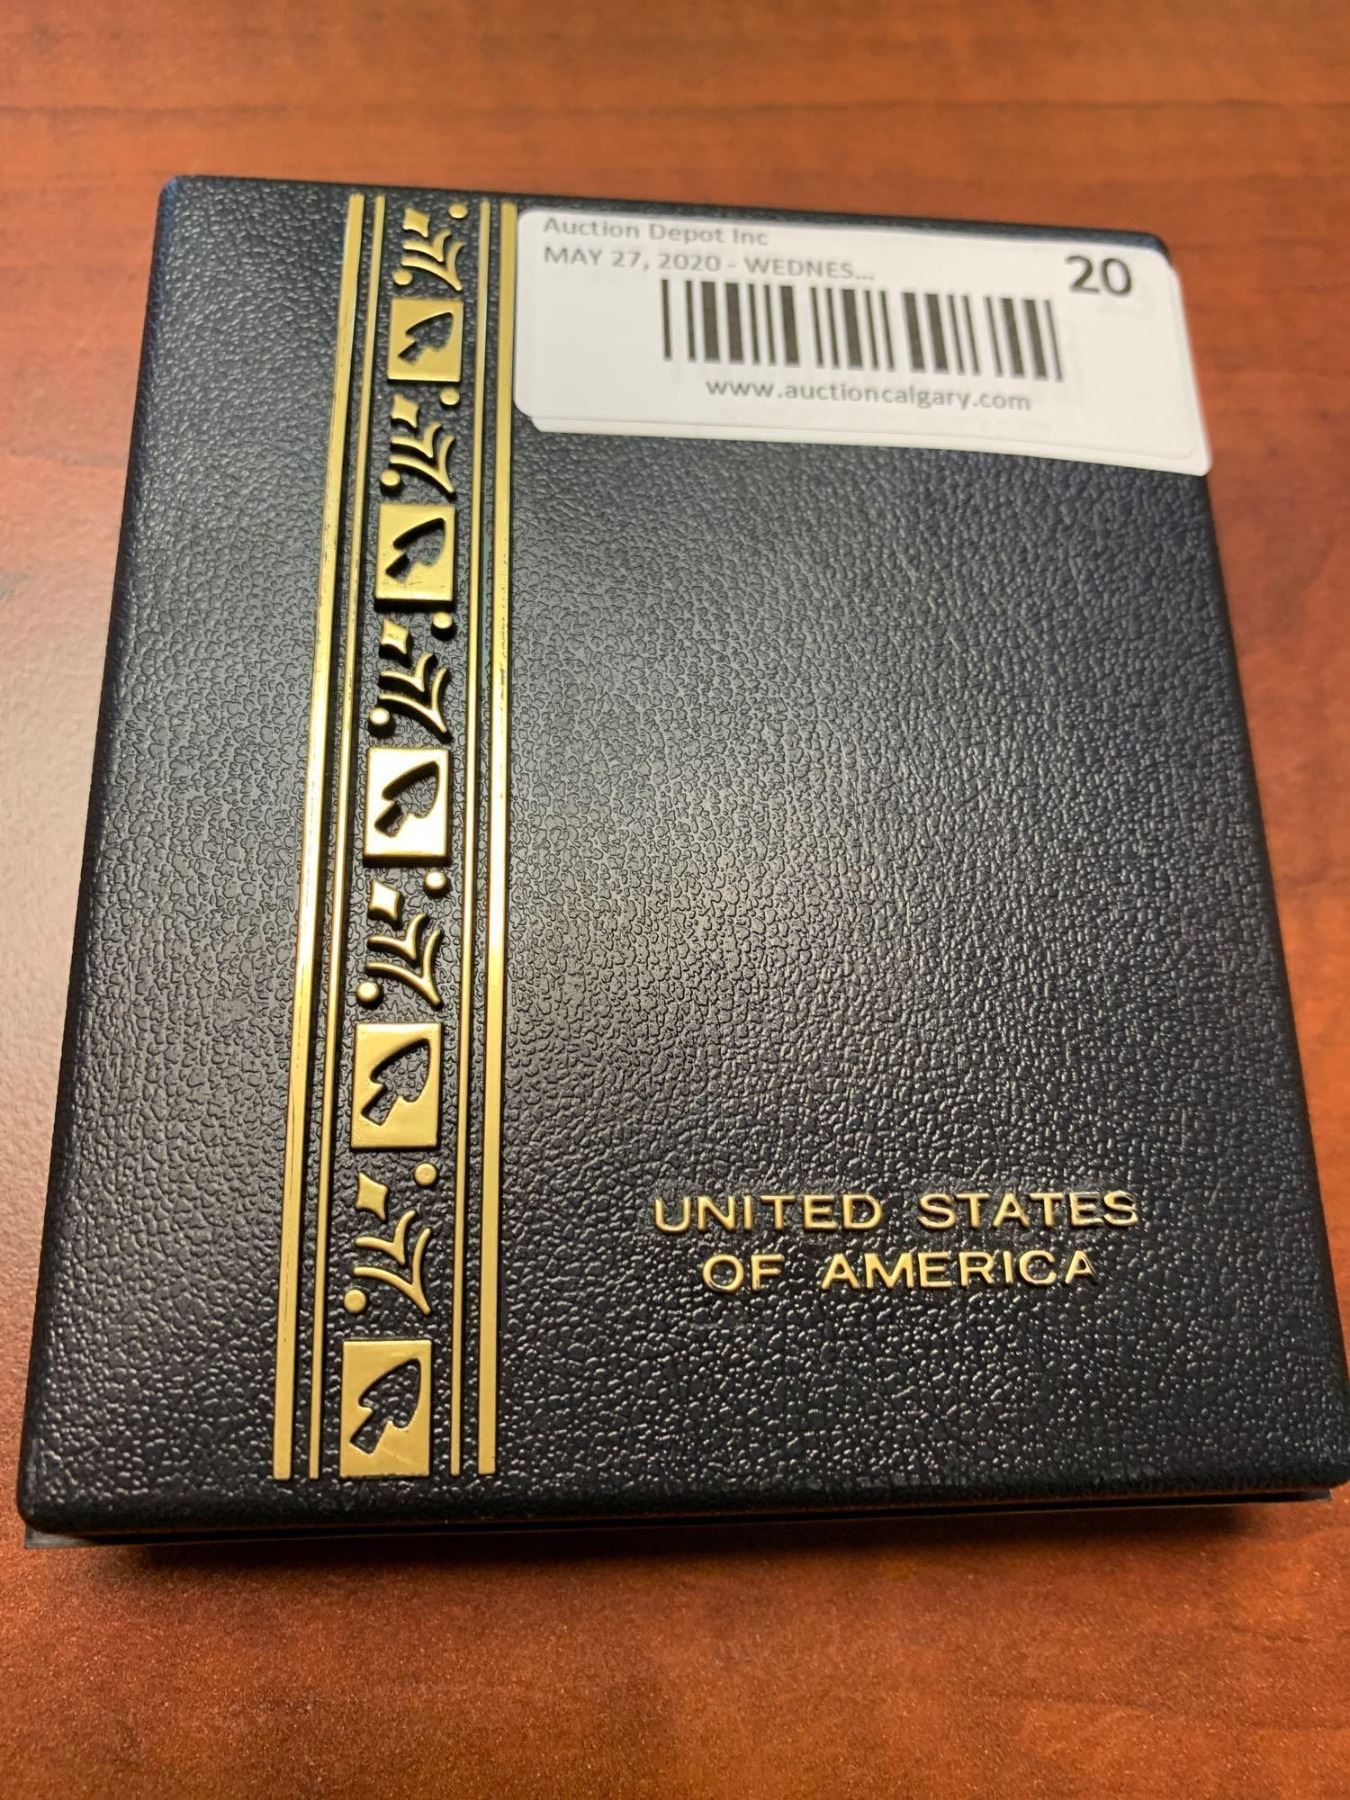 Auction Depot Inc
MAY 27, 2020 - WEDNES...
20
www.auctioncalgary.com
UNITED STATES
OF AMERICA